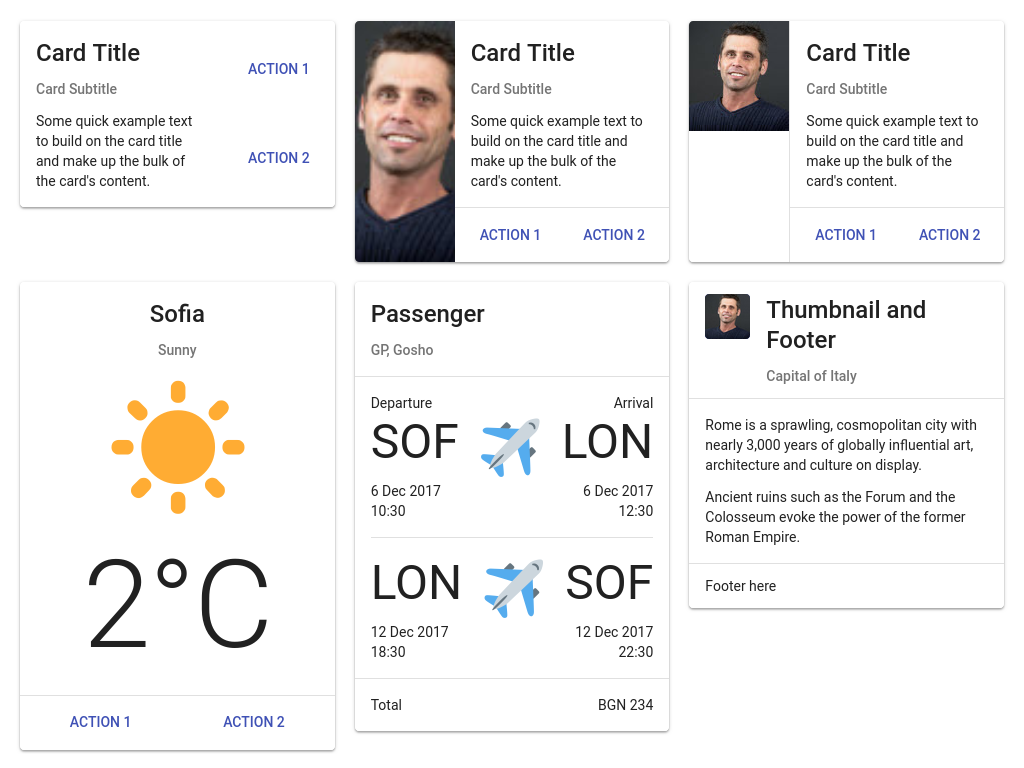 Card Title
Card Subtitle
Some quick example text
to build on the card title
and make up the bulk of
the card's content.
ACTION 1
ACTION 2
Card Title
Card Subtitle
Some quick example text to
build on the card title and
make up the bulk of the
card's content.
ACTION 1 ACTION 2
Card Title
Card Subtitle
Some quick example text to
build on the card title and
make up the bulk of the
card's content.
ACTION 1 ACTION 2
Sofia
Sunny
2°C
ACTION 1 ACTION 2
Passenger
GP, Gosho
Departure Arrival
SOF LON
6 Dec 2017 6 Dec 2017
10:30 12:30
LON SOF
12 Dec 2017 12 Dec 2017
18:30 22:30
Total BGN 234
Thumbnail and
Footer
Capital of Italy
Rome is a sprawling, cosmopolitan city with
nearly 3,000 years of globally influential art,
architecture and culture on display.
Ancient ruins such as the Forum and the
Colosseum evoke the power of the former
Roman Empire.
Footer here